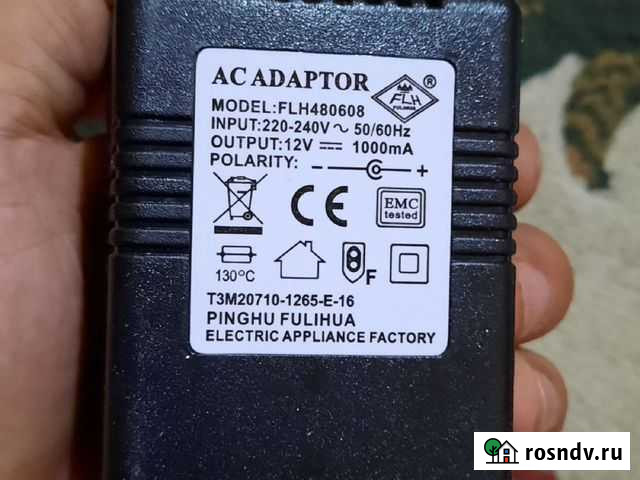 AC ADAPTOR
FLH
FULIHUA
®
MODEL:FLH480608
INPUT:220-240V ~ 50/60Hz
OUTPUT:12V ⎓ 1000mA
POLARITY: − +
CE
EMC
tested
130°C
F
T3M20710-1265-E-16
PINGHU FULIHUA
ELECTRIC APPLIANCE FACTORY
rosndv.ru